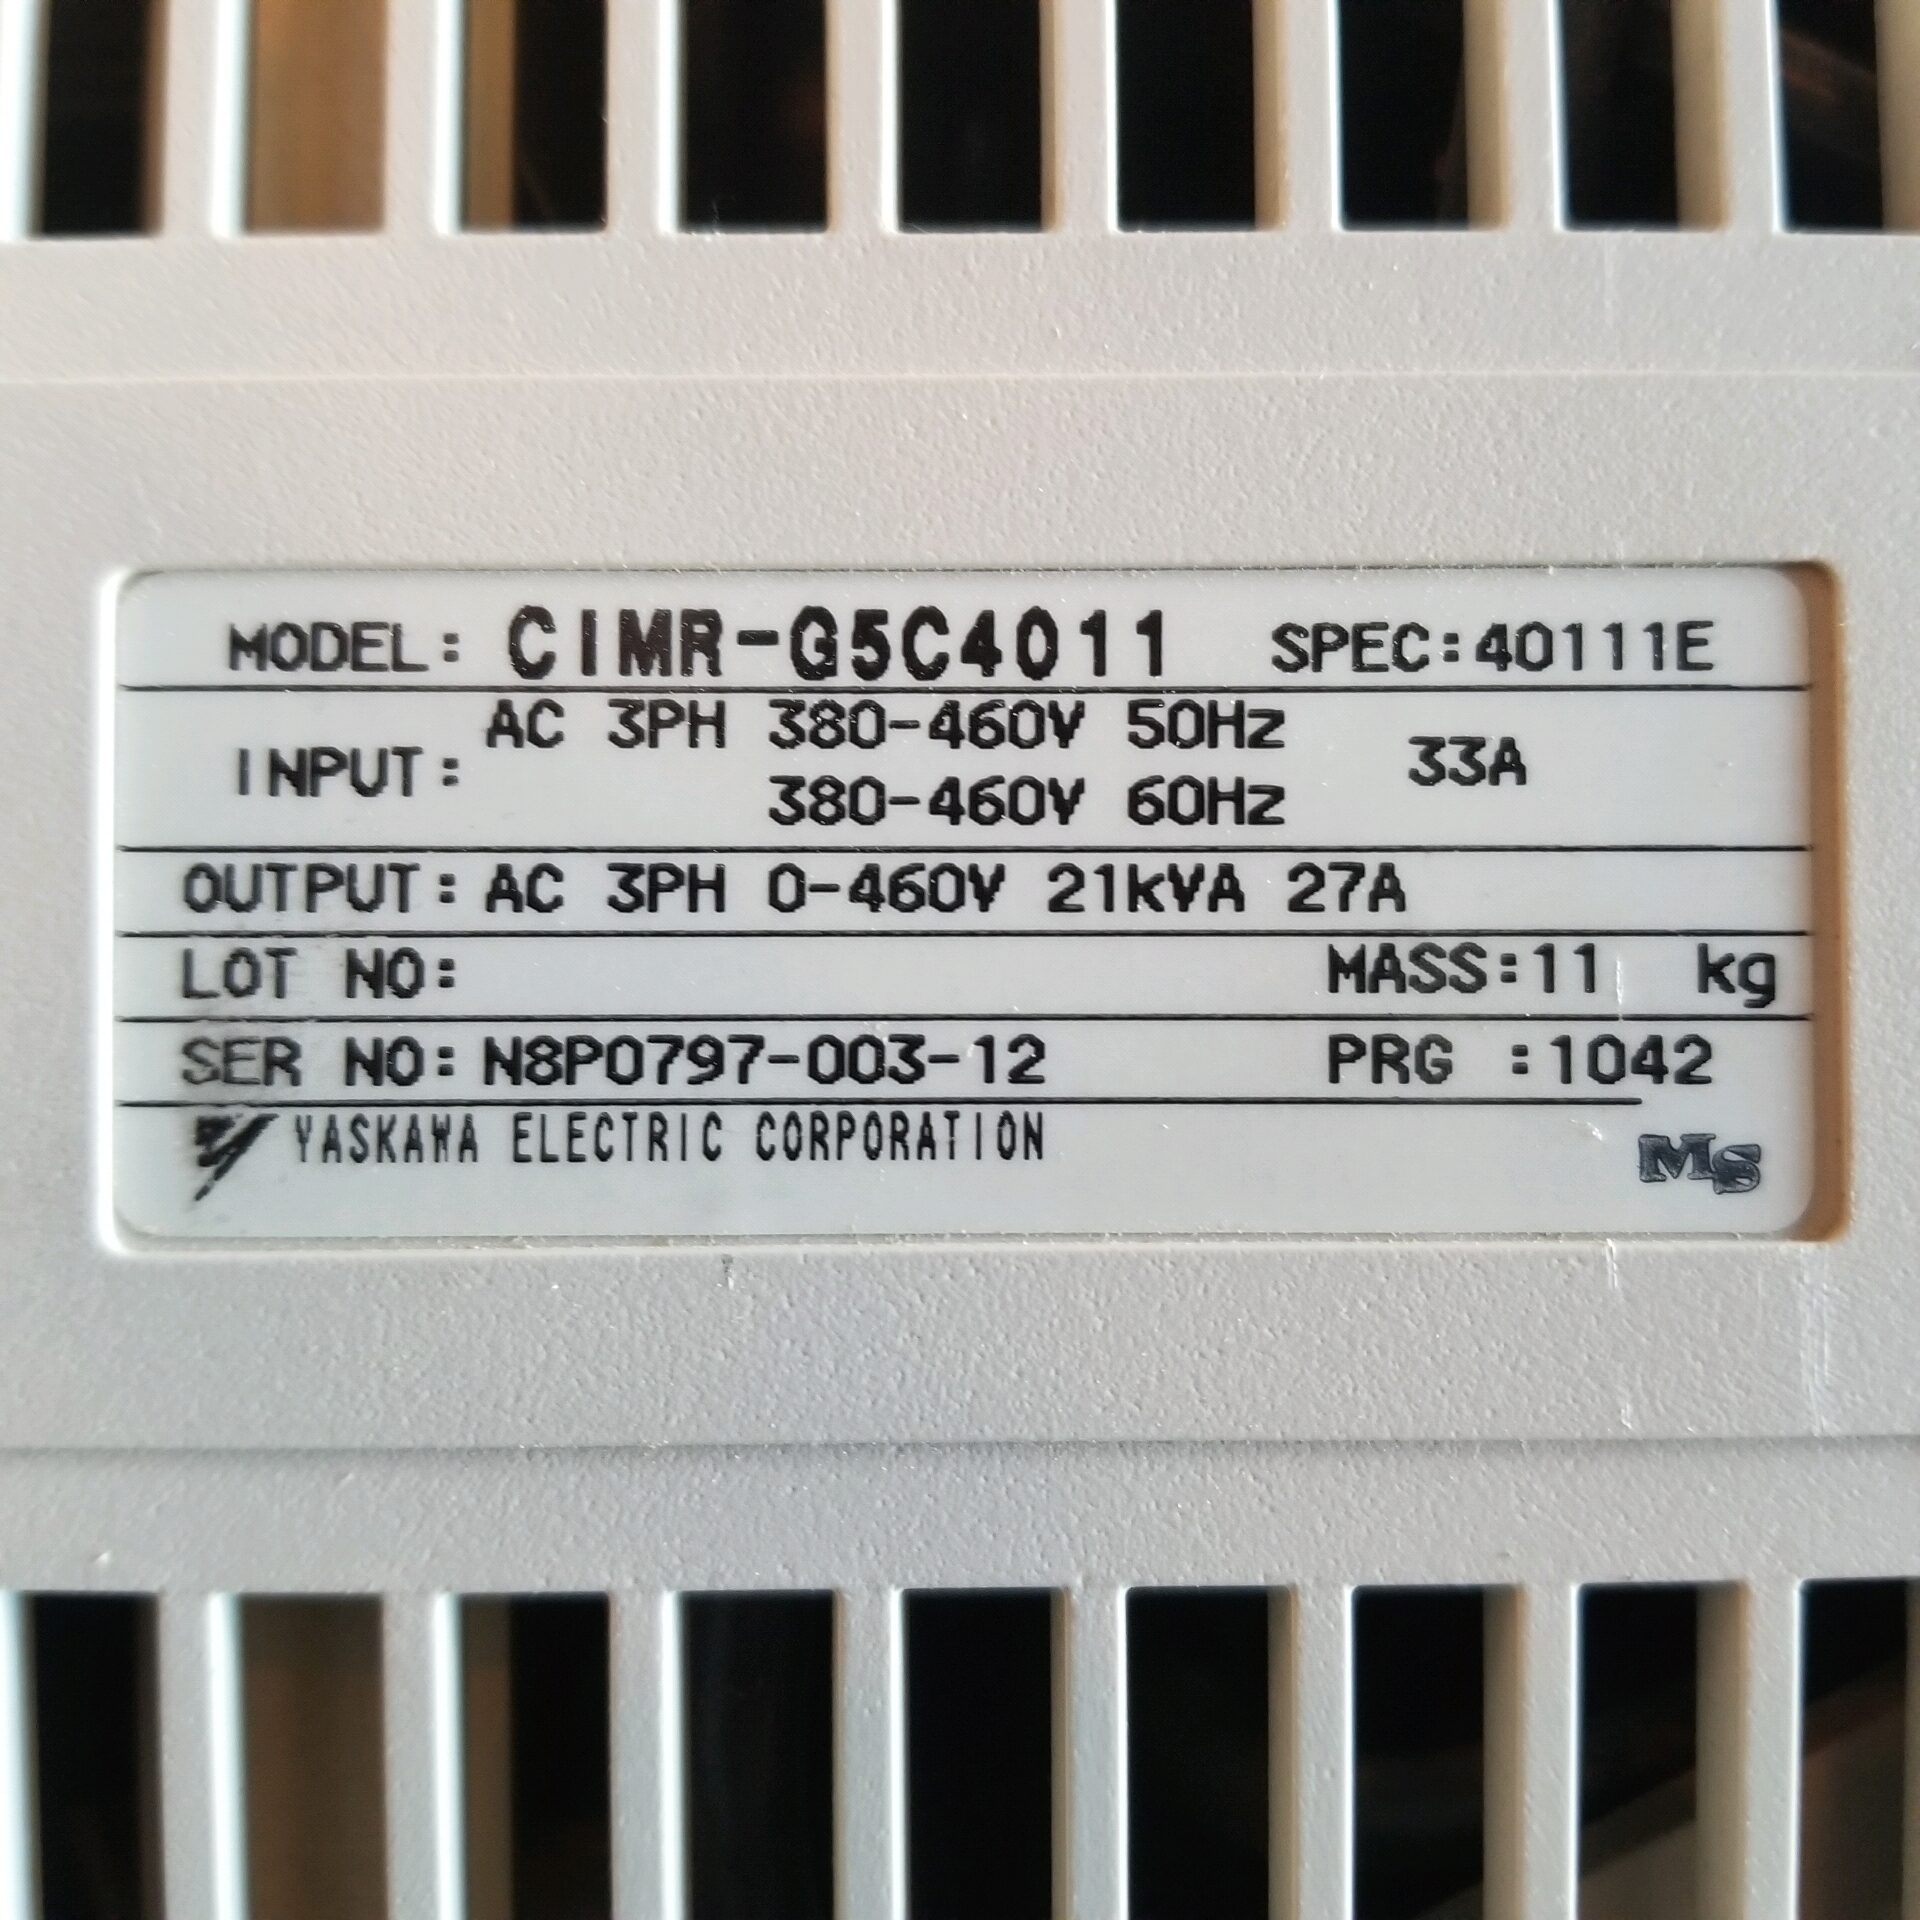 MODEL: CIMR-G5C4011 SPEC:40111E
INPUT: AC 3PH 380-460V 50Hz 33A
380-460V 60Hz
OUTPUT: AC 3PH 0-460V 21kVA 27A
LOT NO: MASS:11 kg
SER NO: N8P0797-003-12 PRG :1042
YASKAWA ELECTRIC CORPORATION
MS